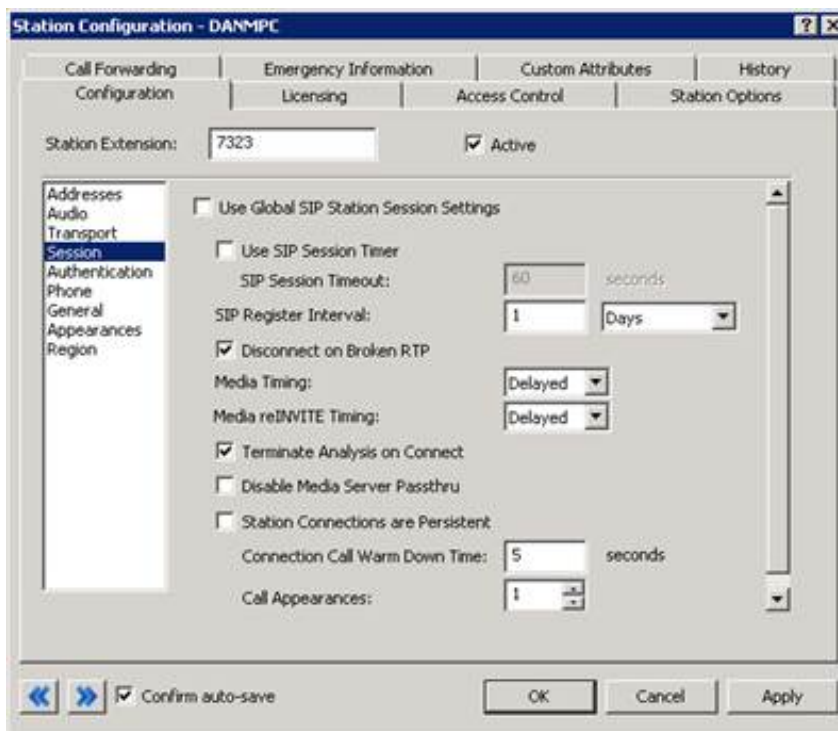 Station Configuration - DANMPC
Call Forwarding Emergency Information Custom Attributes History
Configuration Licensing Access Control Station Options
Station Extension: 7323 Active
Addresses
Audio
Transport
Session
Authentication
Phone
General
Appearances
Region
Use Global SIP Station Session Settings
Use SIP Session Timer
SIP Session Timeout: 60 seconds
SIP Register Interval: 1 Days
Disconnect on Broken RTP
Media Timing: Delayed
Media reINVITE Timing: Delayed
Terminate Analysis on Connect
Disable Media Server Passthru
Station Connections are Persistent
Connection Call Warm Down Time: 5 seconds
Call Appearances: 1
Confirm auto-save OK Cancel Apply